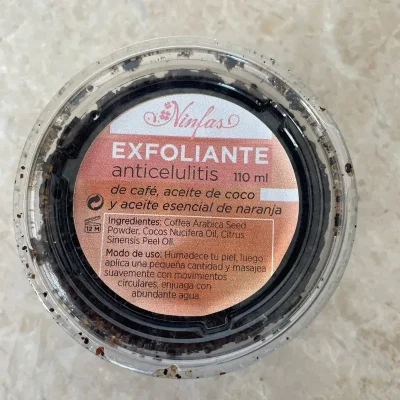 Ninfas
EXFOLIANTE
anticelulitis 110 ml
de café, aceite de coco
y aceite esencial de naranja
12 M
Ingredientes: Coffea Arabica Seed
Powder, Cocos Nucifera Oil, Citrus
Sinensis Peel Oil.
Modo de uso: Humadece tu piel, luego
aplica una pequeña cantidad y masajea
suavemente con movimientos
circulares, enjuaga con
abundante agua.